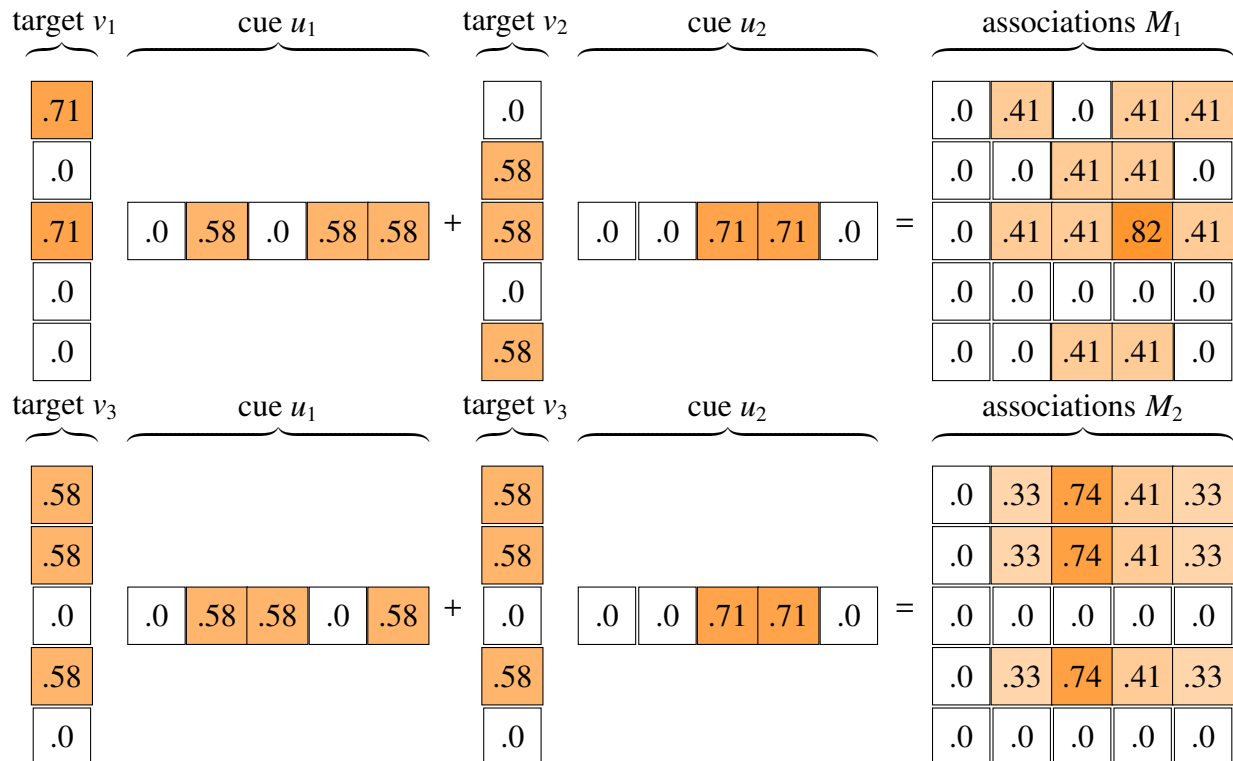 target v₁ cue u₁ target v₂ cue u₂ associations M₁
.71 .0 .0 .41 .0 .41 .41
.0 .58 .0 .0 .41 .41 .0
.71 .0 .58 .0 .58 .58 + .58 .0 .0 .71 .71 .0 = .0 .41 .41 .82 .41
.0 .0 .0 .0 .0 .0 .0
.0 .58 .0 .0 .41 .41 .0
target v₃ cue u₁ target v₃ cue u₂ associations M₂
.58 .58 .0 .33 .74 .41 .33
.58 .58 .0 .33 .74 .41 .33
.0 .0 .58 .58 .0 .58 + .0 .0 .0 .71 .71 .0 = .0 .0 .0 .0 .0
.58 .58 .0 .33 .74 .41 .33
.0 .0 .0 .0 .0 .0 .0